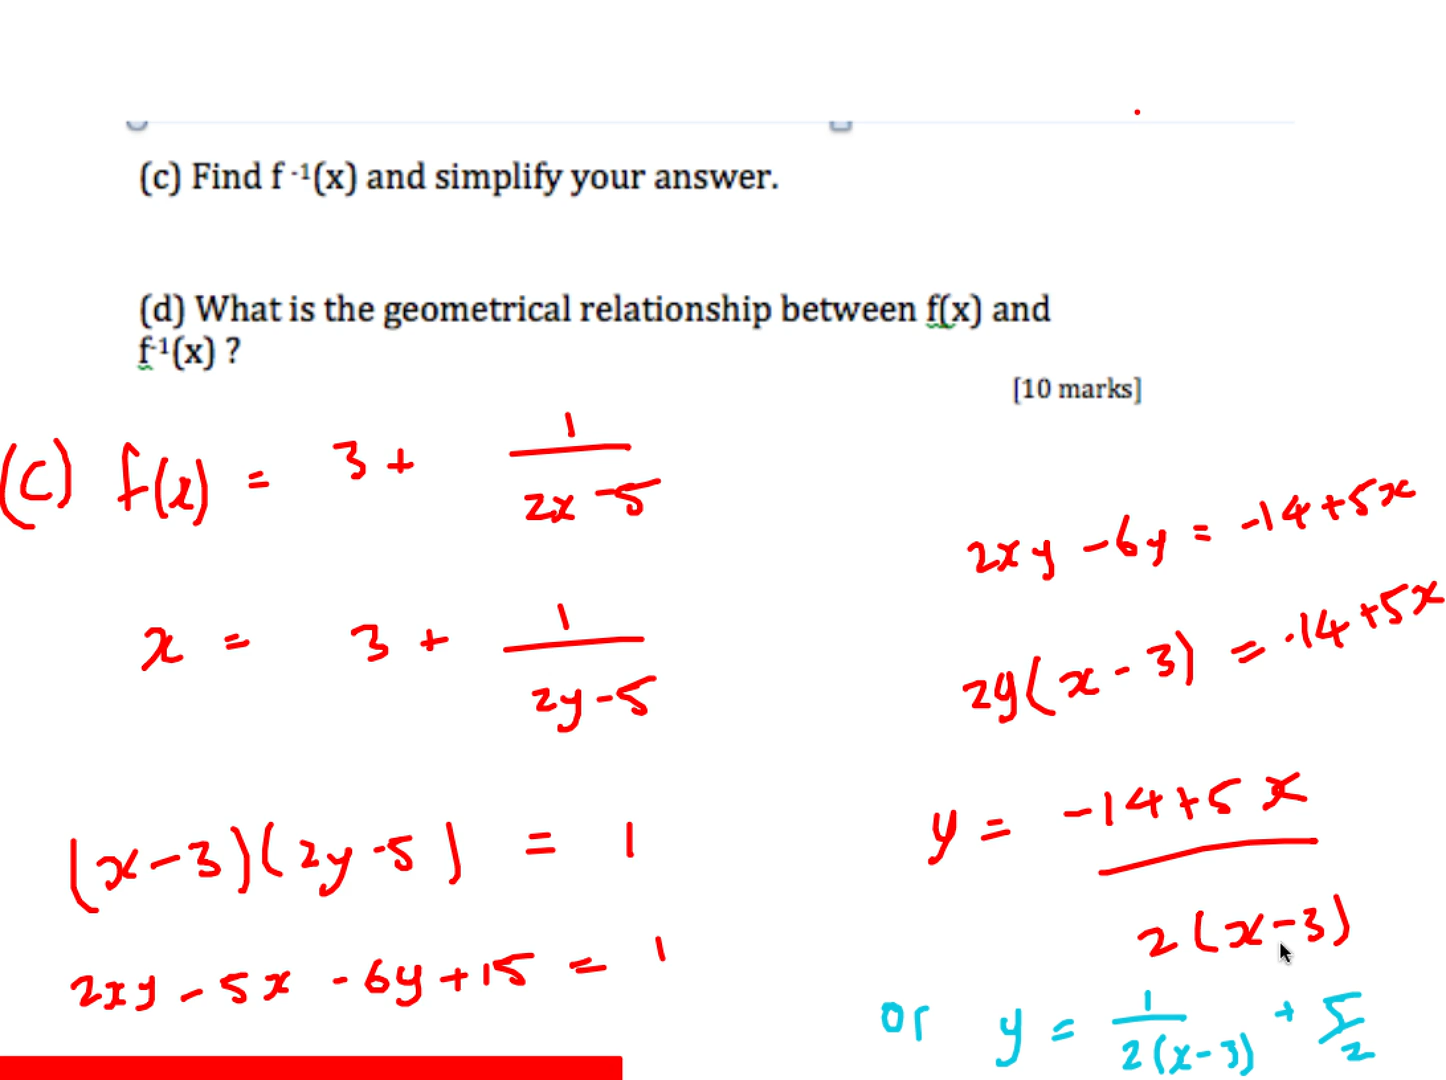 (c) Find f -1(x) and simplify your answer.
(d) What is the geometrical relationship between f(x) and
f-1(x) ?
[10 marks]
(c) f(x) = 3 + 1/(2x - 5)
x = 3 + 1/(2y - 5)
(x - 3)(2y - 5) = 1
2xy - 5x - 6y + 15 = 1
2xy - 6y = -14 + 5x
2y(x - 3) = -14 + 5x
y = (-14 + 5x)/(2(x - 3))
or y = 1/(2(x - 3)) + 5/2